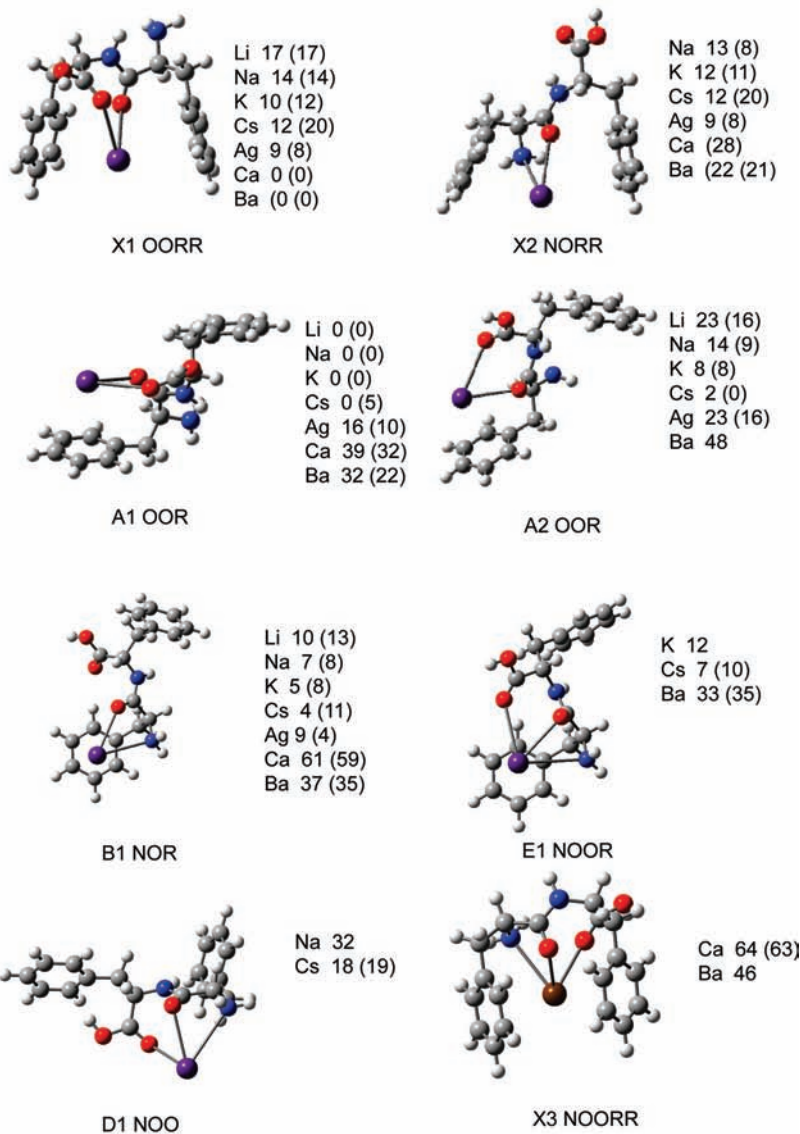 Li 17 (17)
Na 14 (14)
K 10 (12)
Cs 12 (20)
Ag 9 (8)
Ca 0 (0)
Ba (0 (0)
X1 OORR
Na 13 (8)
K 12 (11)
Cs 12 (20)
Ag 9 (8)
Ca (28)
Ba (22 (21)
X2 NORR
Li 0 (0)
Na 0 (0)
K 0 (0)
Cs 0 (5)
Ag 16 (10)
Ca 39 (32)
Ba 32 (22)
A1 OOR
Li 23 (16)
Na 14 (9)
K 8 (8)
Cs 2 (0)
Ag 23 (16)
Ba 48
A2 OOR
Li 10 (13)
Na 7 (8)
K 5 (8)
Cs 4 (11)
Ag 9 (4)
Ca 61 (59)
Ba 37 (35)
B1 NOR
K 12
Cs 7 (10)
Ba 33 (35)
E1 NOOR
Na 32
Cs 18 (19)
D1 NOO
Ca 64 (63)
Ba 46
X3 NOORR